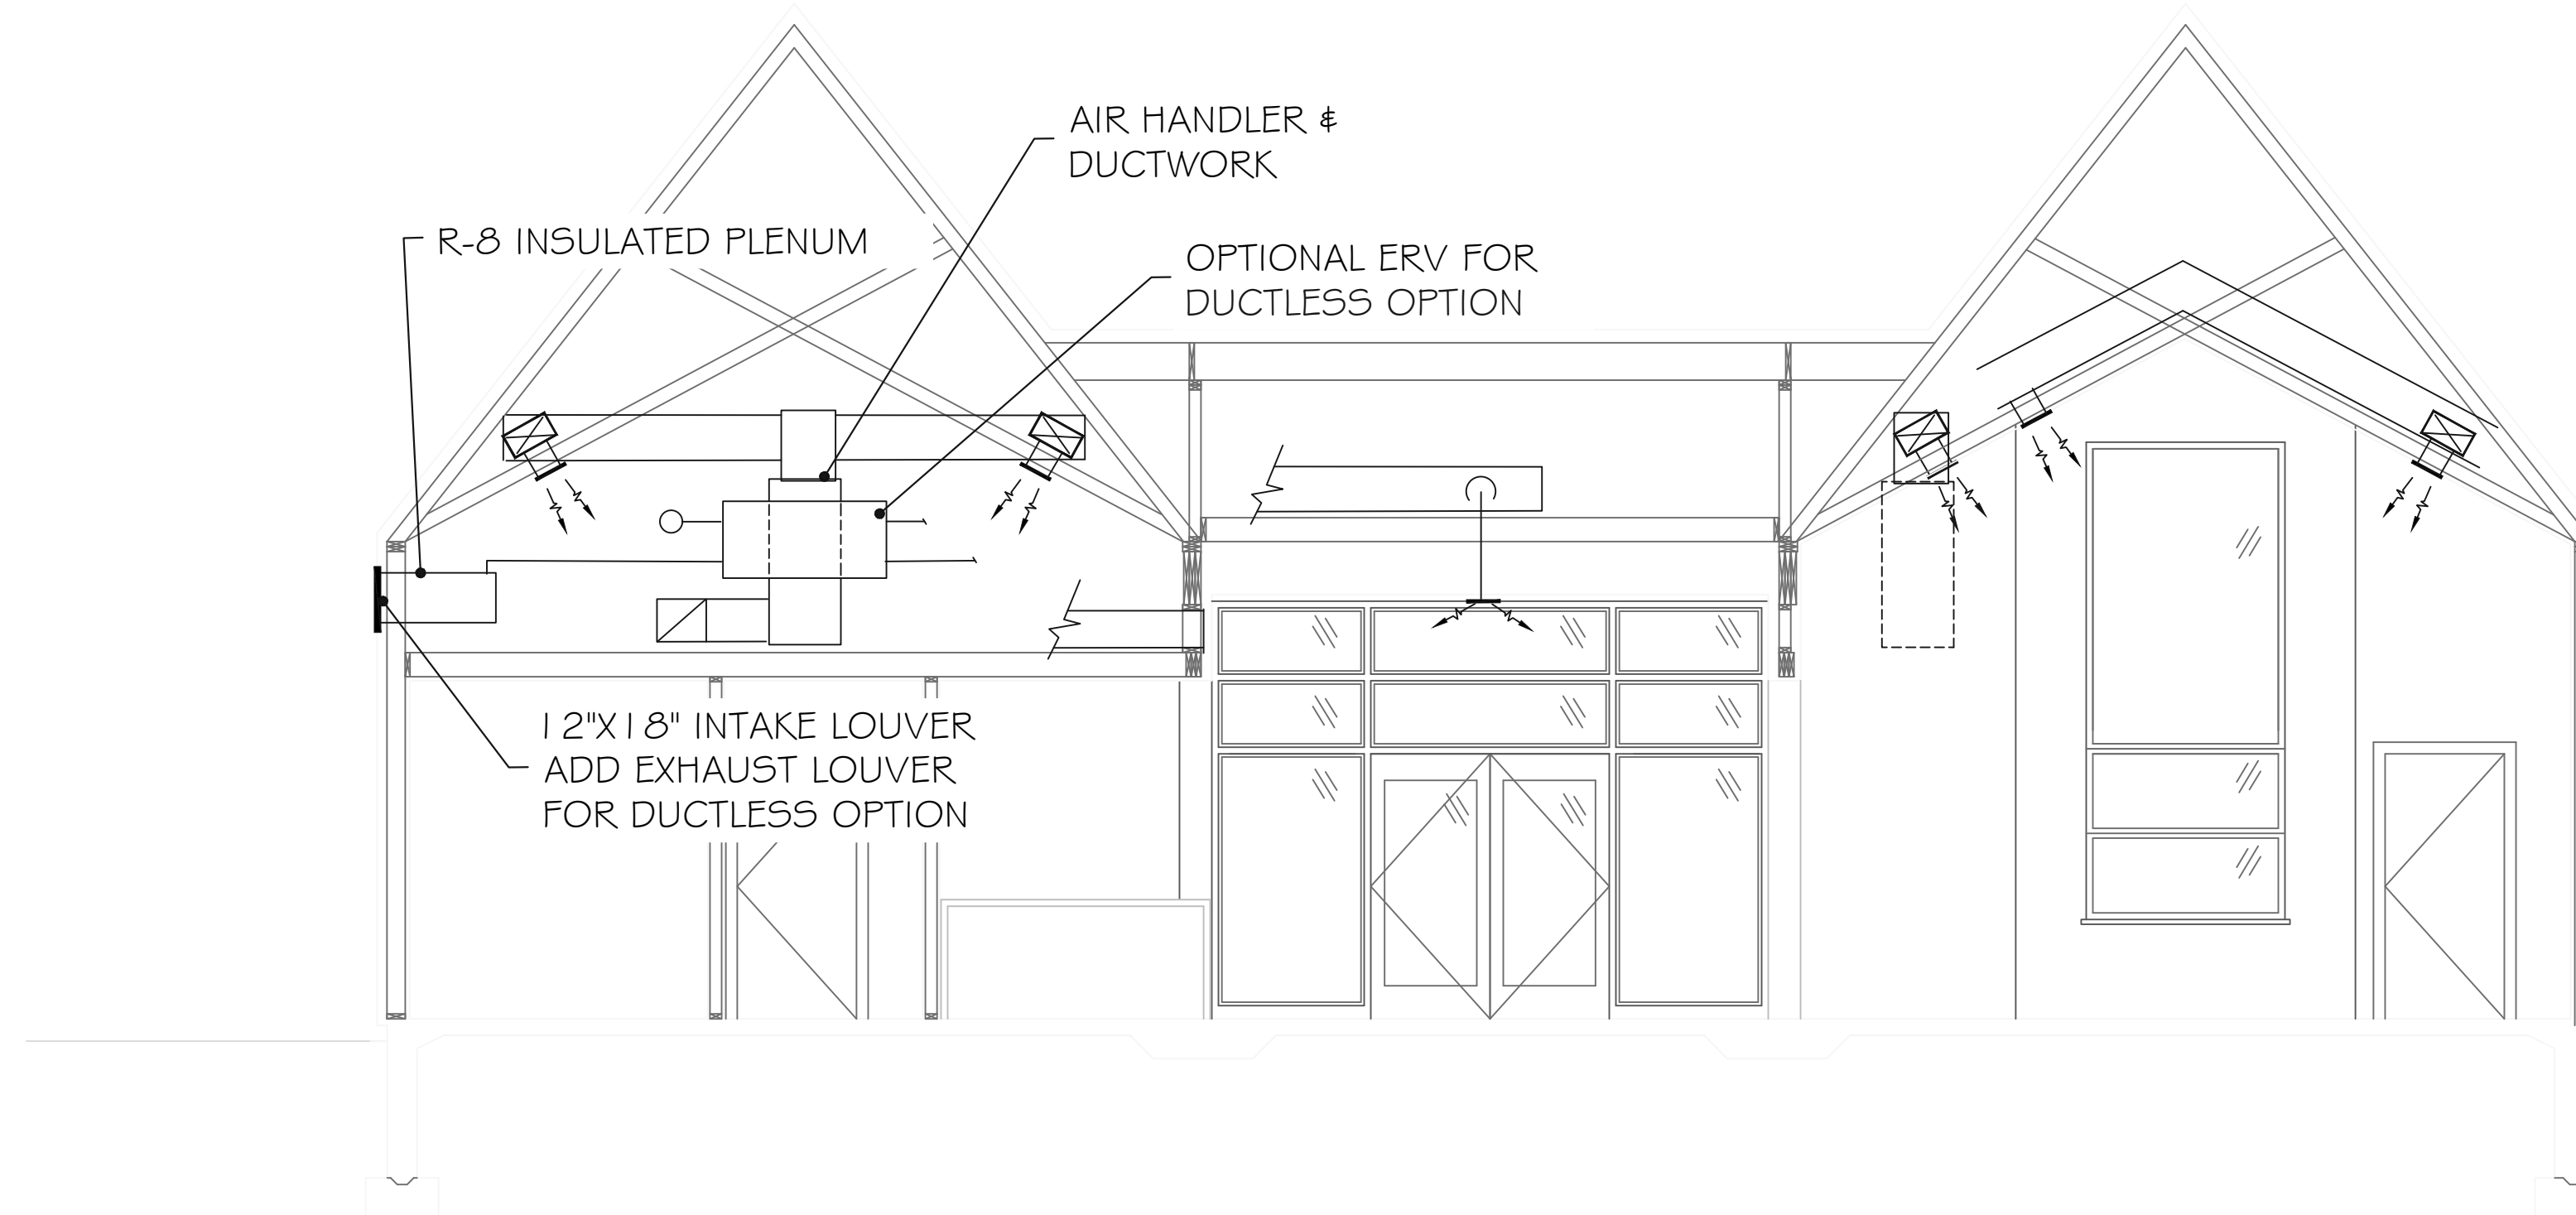 AIR HANDLER &
DUCTWORK
R-8 INSULATED PLENUM
OPTIONAL ERV FOR
DUCTLESS OPTION
12"X18" INTAKE LOUVER
ADD EXHAUST LOUVER
FOR DUCTLESS OPTION